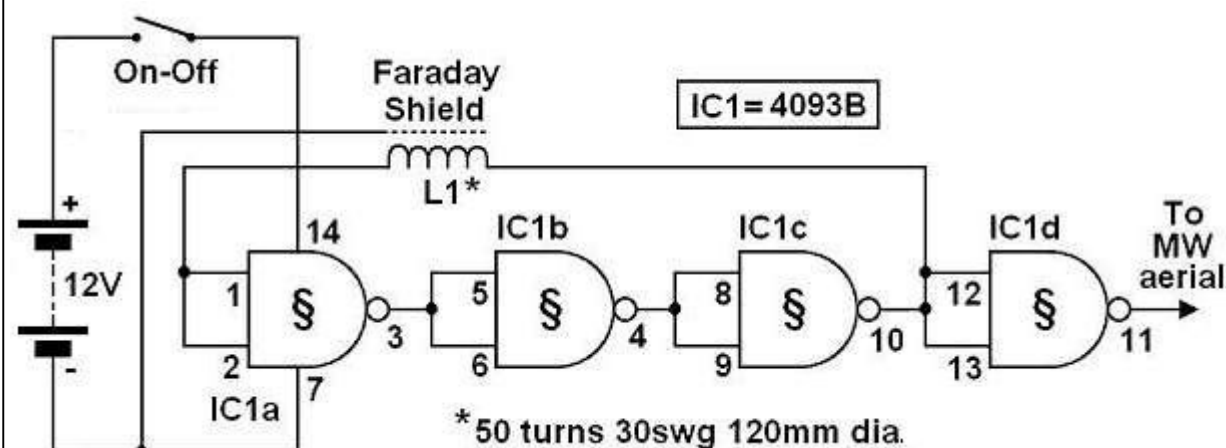 On-Off
Faraday
Shield
IC1= 4093B
L1*
+
12V
-
14
1
2
3
7
IC1a
IC1b
§
5
6
4
IC1c
§
8
9
10
IC1d
§
12
13
11
§
To
MW
aerial
*50 turns 30swg 120mm dia.